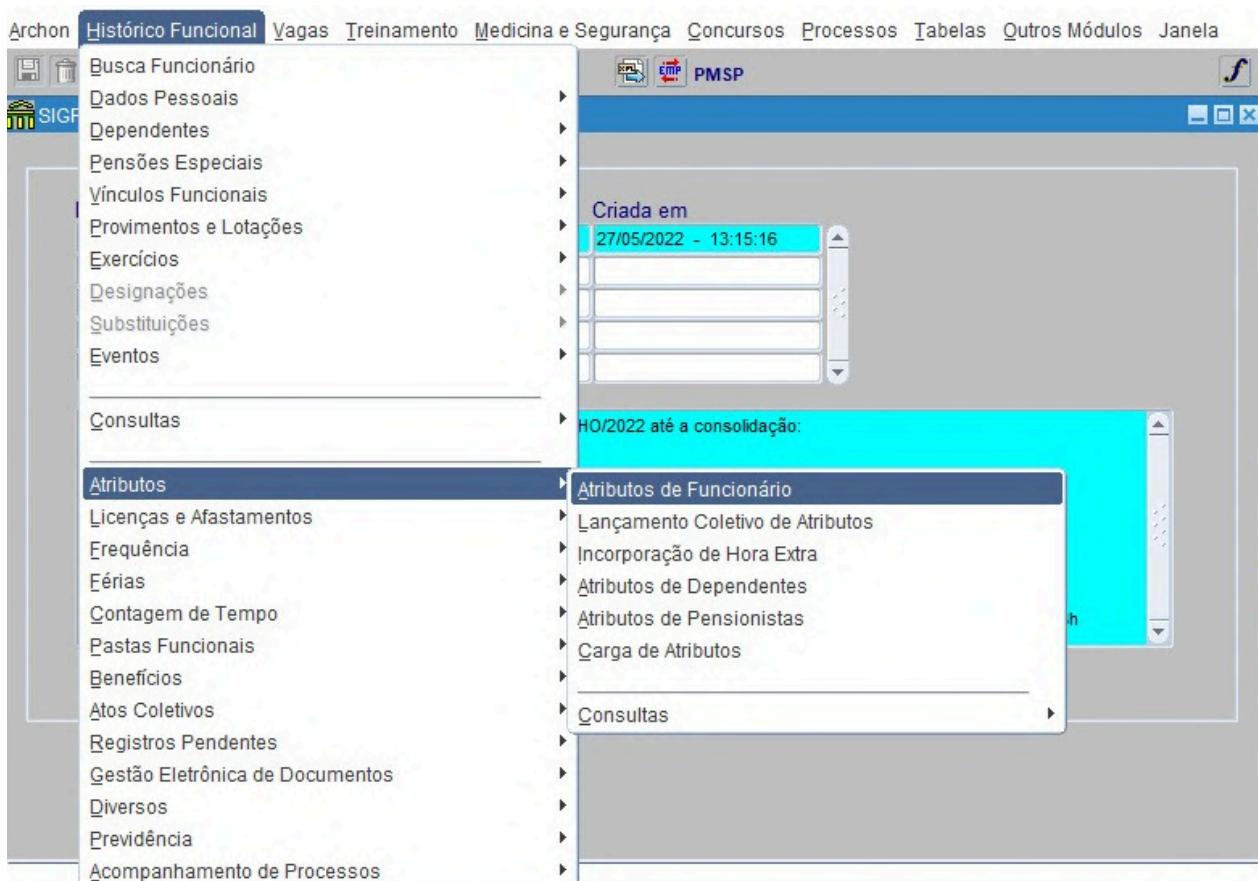 Archon Histórico Funcional Vagas Treinamento Medicina e Segurança Concursos Processos Tabelas Outros Módulos Janela
EMP PMSP
SIGP
Busca Funcionário
Dados Pessoais
Dependentes
Pensões Especiais
Vínculos Funcionais
Provimentos e Lotações
Exercícios
Designações
Substituições
Eventos
Consultas
Atributos
Licenças e Afastamentos
Frequência
Férias
Contagem de Tempo
Pastas Funcionais
Benefícios
Atos Coletivos
Registros Pendentes
Gestão Eletrônica de Documentos
Diversos
Previdência
Acompanhamento de Processos
Criada em
27/05/2022 - 13:15:16
HO/2022 até a consolidação:
Atributos de Funcionário
Lançamento Coletivo de Atributos
Incorporação de Hora Extra
Atributos de Dependentes
Atributos de Pensionistas
Carga de Atributos
Consultas